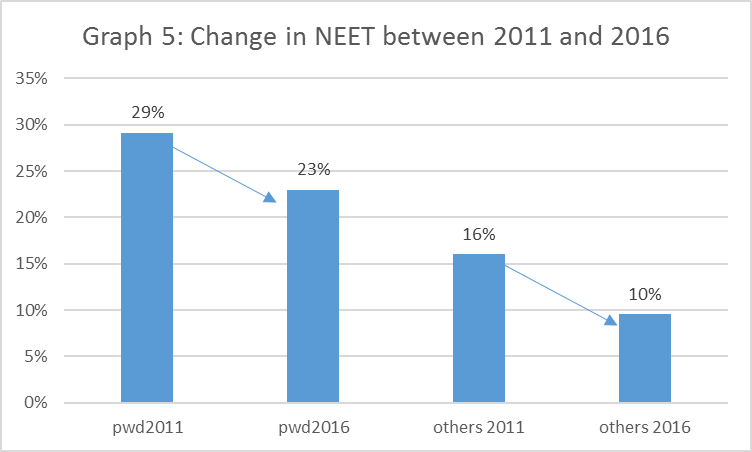 Graph 5: Change in NEET between 2011 and 2016
35%
30%
25%
20%
15%
10%
5%
0%
29%
23%
16%
10%
pwd2011
pwd2016
others 2011
others 2016